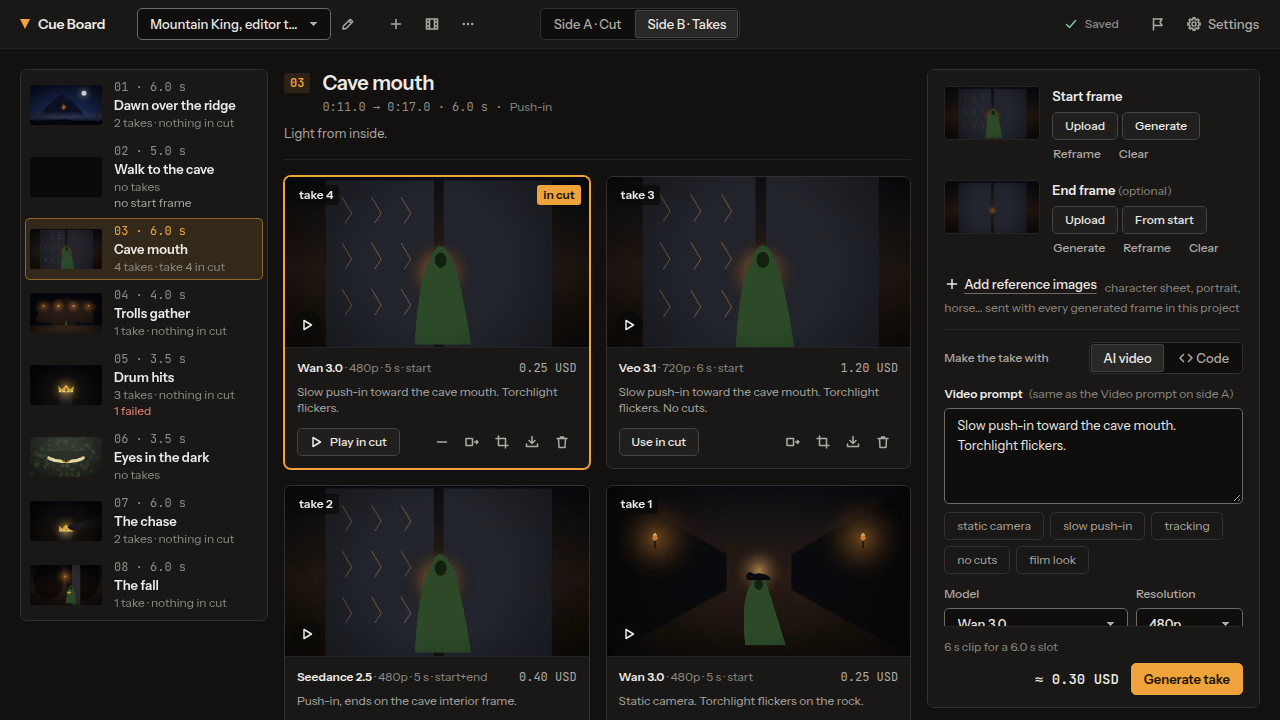 Cue Board
Mountain King, editor t...
Side A · Cut
Side B · Takes
Saved
Settings
01 · 6.0 s
Dawn over the ridge
2 takes · nothing in cut
02 · 5.0 s
Walk to the cave
no takes
no start frame
03 · 6.0 s
Cave mouth
4 takes · take 4 in cut
04 · 4.0 s
Trolls gather
1 take · nothing in cut
05 · 3.5 s
Drum hits
3 takes · nothing in cut
1 failed
06 · 3.5 s
Eyes in the dark
no takes
07 · 6.0 s
The chase
2 takes · nothing in cut
08 · 6.0 s
The fall
1 take · nothing in cut
03 Cave mouth
0:11.0 → 0:17.0 · 6.0 s · Push-in
Light from inside.
take 4
in cut
Wan 3.0 · 480p · 5 s · start 0.25 USD
Slow push-in toward the cave mouth. Torchlight
flickers.
Play in cut
take 3
Veo 3.1 · 720p · 6 s · start 1.20 USD
Slow push-in toward the cave mouth. Torchlight
flickers. No cuts.
Use in cut
take 2
Seedance 2.5 · 480p · 5 s · start+end 0.40 USD
Push-in, ends on the cave interior frame.
take 1
Wan 3.0 · 480p · 5 s · start 0.25 USD
Static camera. Torchlight flickers on the rock.
Start frame
Upload Generate
Reframe Clear
End frame (optional)
Upload From start
Generate Reframe Clear
Add reference images character sheet, portrait,
horse... sent with every generated frame in this project
Make the take with AI video Code
Video prompt (same as the Video prompt on side A)
Slow push-in toward the cave mouth.
Torchlight flickers.
static camera slow push-in tracking
no cuts film look
Model Resolution
Wan 3.0 480p
6 s clip for a 6.0 s slot
≈ 0.30 USD Generate take